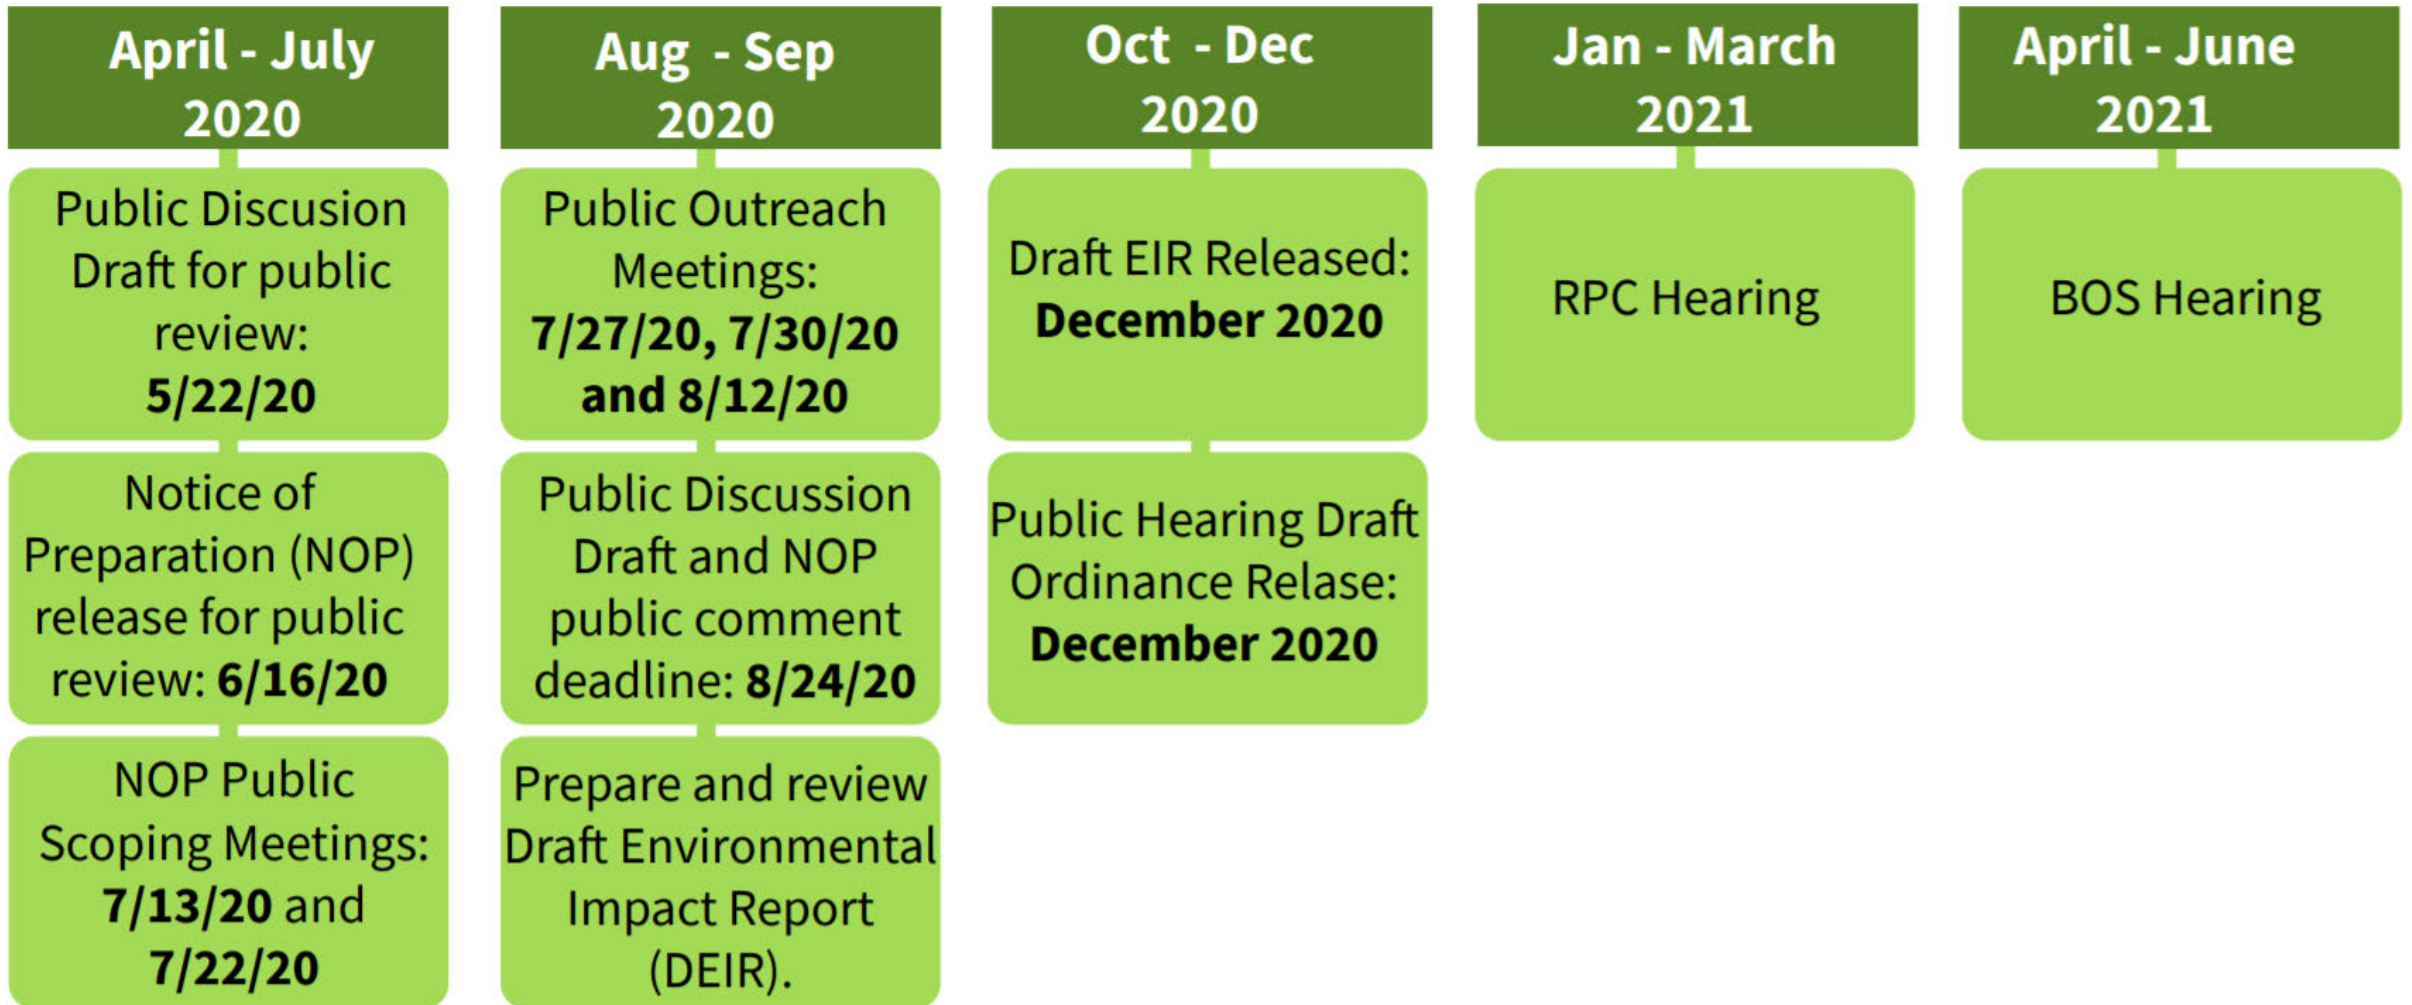 April - July
2020
Public Discusion
Draft for public
review:
5/22/20
Notice of
Preparation (NOP)
release for public
review: 6/16/20
NOP Public
Scoping Meetings:
7/13/20 and
7/22/20
Aug - Sep
2020
Public Outreach
Meetings:
7/27/20, 7/30/20
and 8/12/20
Public Discussion
Draft and NOP
public comment
deadline: 8/24/20
Prepare and review
Draft Environmental
Impact Report
(DEIR).
Oct - Dec
2020
Draft EIR Released:
December 2020
Public Hearing Draft
Ordinance Relase:
December 2020
Jan - March
2021
RPC Hearing
April - June
2021
BOS Hearing